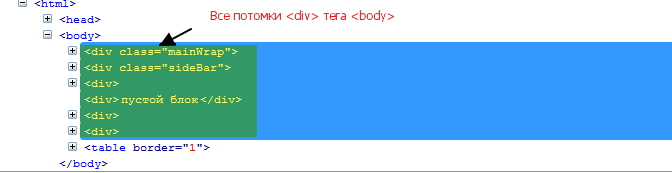 <html>
Все потомки <div> тега <body>
<head>
<body>
<div class="mainWrap">
<div class="sideBar">
<div>
<div>пустой блок</div>
<div>
<div>
<table border="1">
</body>